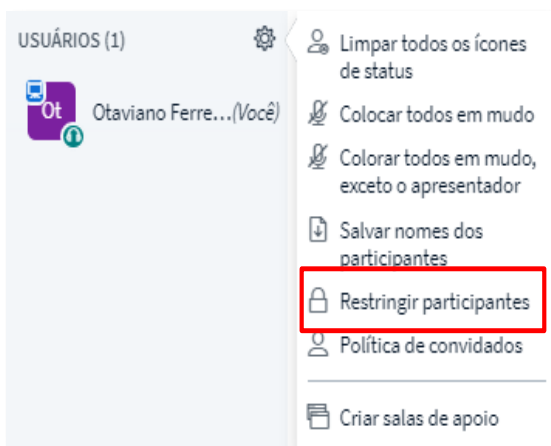 USUÁRIOS (1)
Ot
Otaviano Ferre...(Você)
Limpar todos os ícones
de status
Colocar todos em mudo
Colorar todos em mudo,
exceto o apresentador
Salvar nomes dos
participantes
Restringir participantes
Política de convidados
Criar salas de apoio